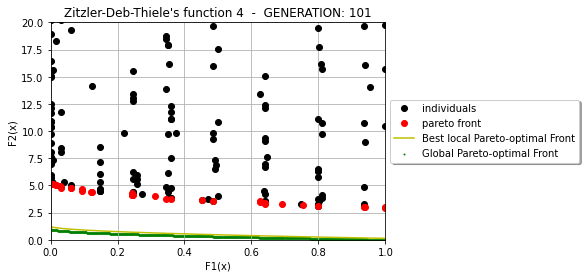 Zitzler-Deb-Thiele's function 4 - GENERATION: 101
F2(x)
20.0
17.5
15.0
12.5
10.0
7.5
5.0
2.5
0.0
0.0 0.2 0.4 0.6 0.8 1.0
F1(x)
individuals
pareto front
Best local Pareto-optimal Front
Global Pareto-optimal Front